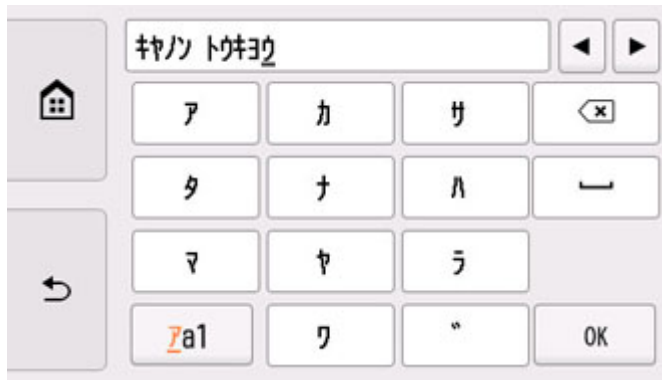 ｷﾔﾉﾝ ﾄｳｷﾖｳ
ｱ ｶ ｻ
ﾀ ﾅ ﾊ
ﾏ ﾔ ﾗ
ｱa1 ﾜ ﾞ OK